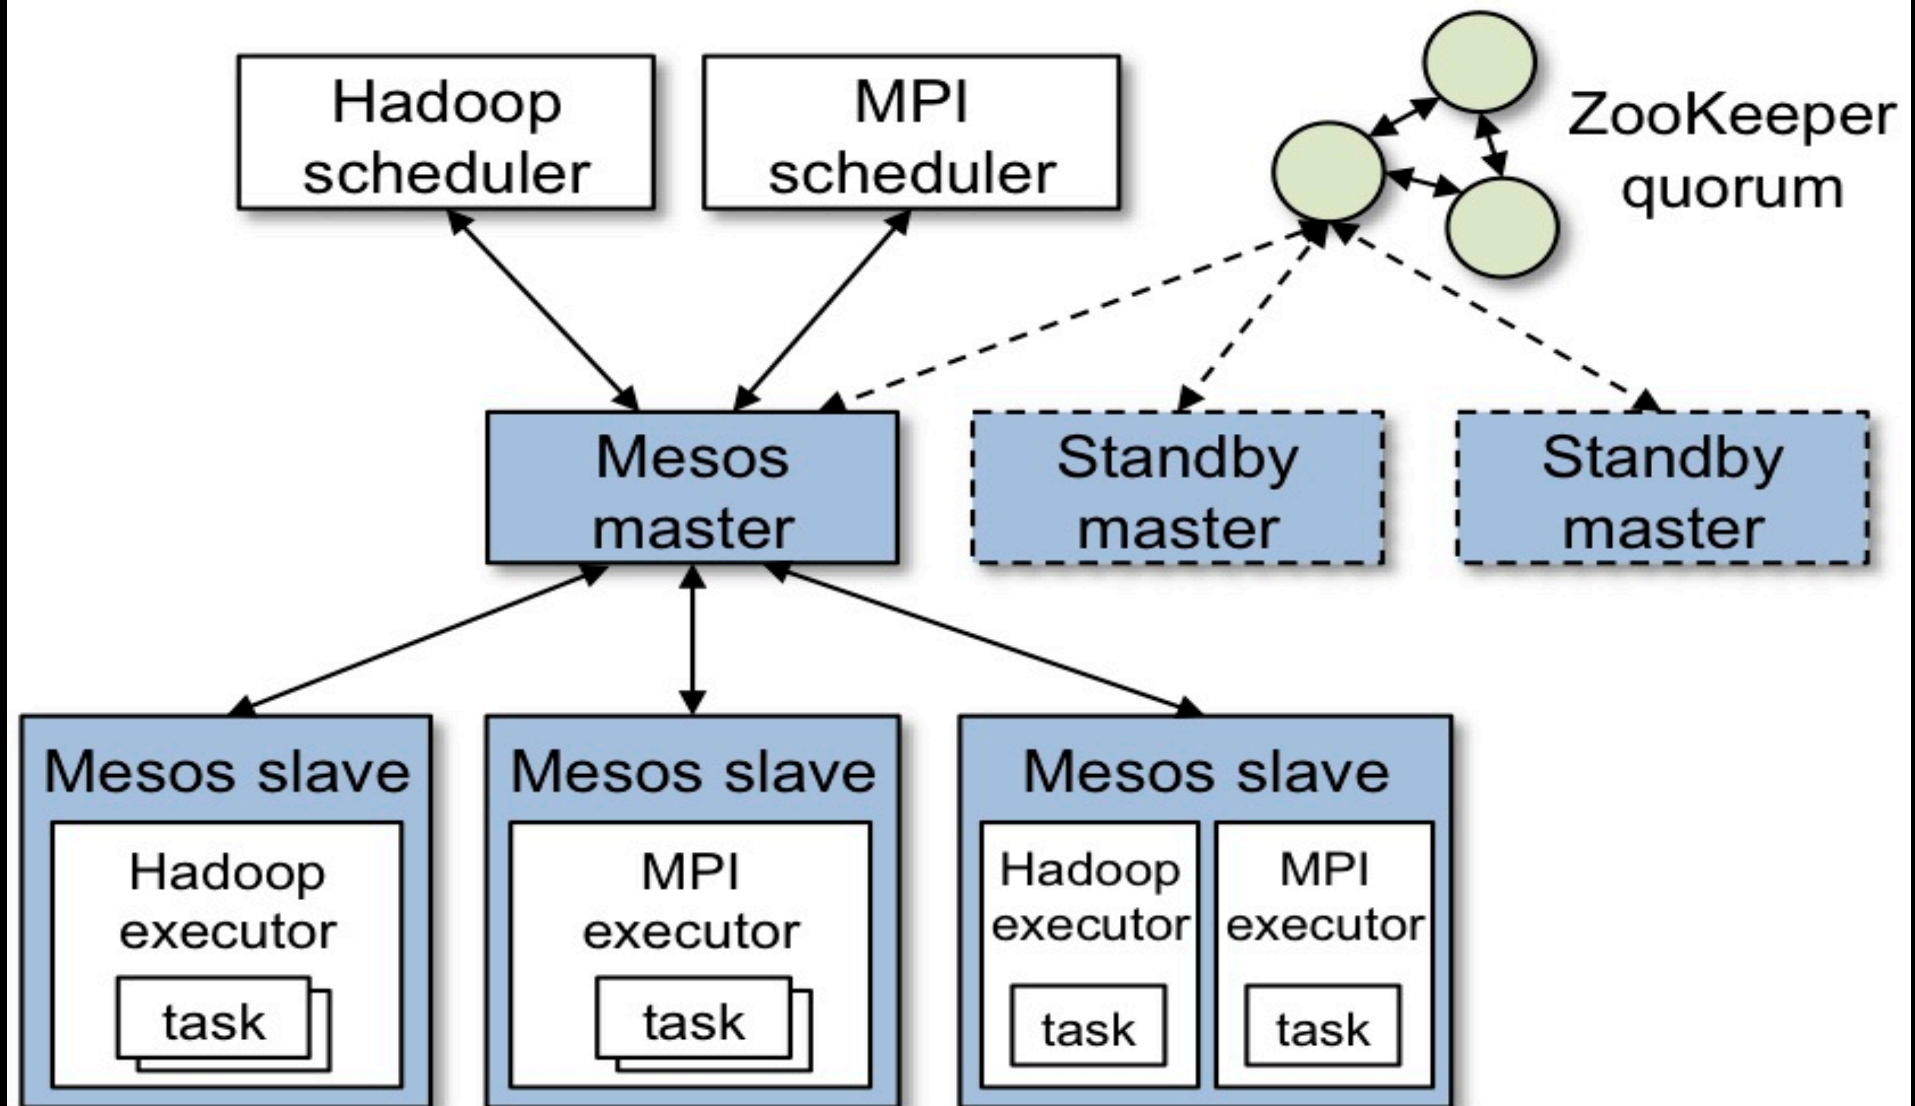 Hadoop
scheduler
MPI
scheduler
ZooKeeper
quorum
Mesos
master
Standby
master
Standby
master
Mesos slave
Hadoop
executor
task
Mesos slave
MPI
executor
task
Mesos slave
Hadoop
executor
task
MPI
executor
task